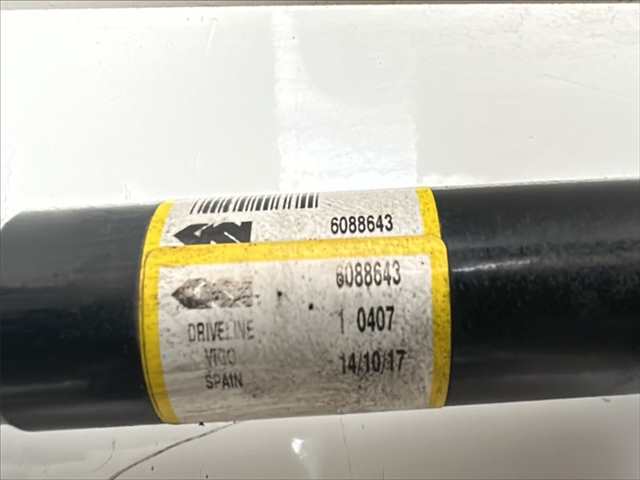 6088643
6088643
DRIVELINE
1 0407
VIGO
14/10/17
SPAIN